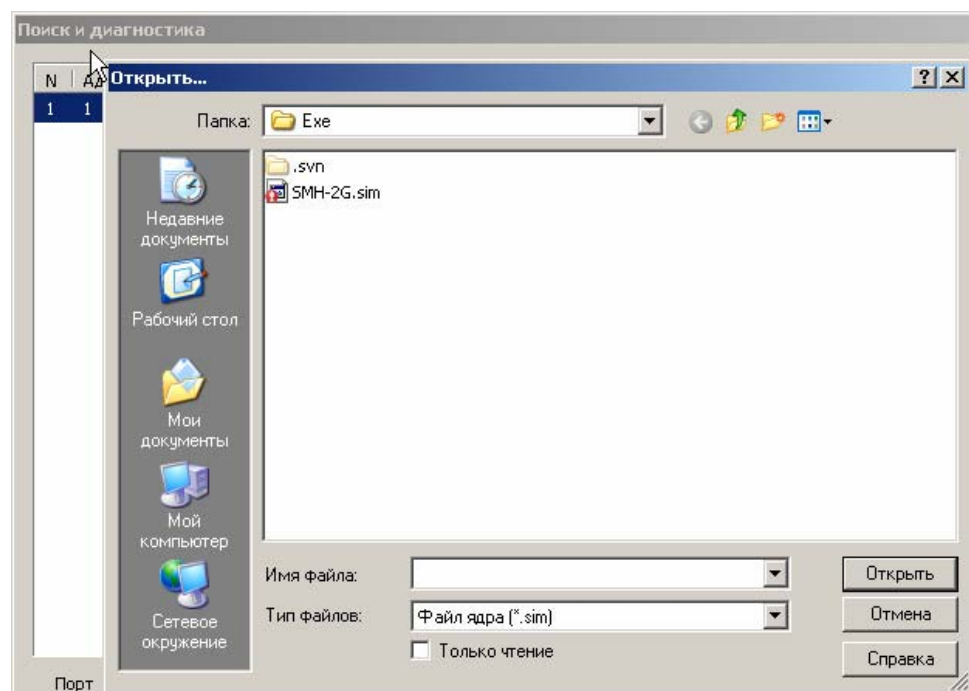 Поиск и диагностика
N
Открыть...
1 1
Папка: Exe
.svn
SMH-2G.sim
Недавние
документы
Рабочий стол
Мои
документы
Мой
компьютер
Сетевое
окружение
Имя файла:
Открыть
Тип файлов: Файл ядра (*.sim)
Отмена
Только чтение
Справка
Порт